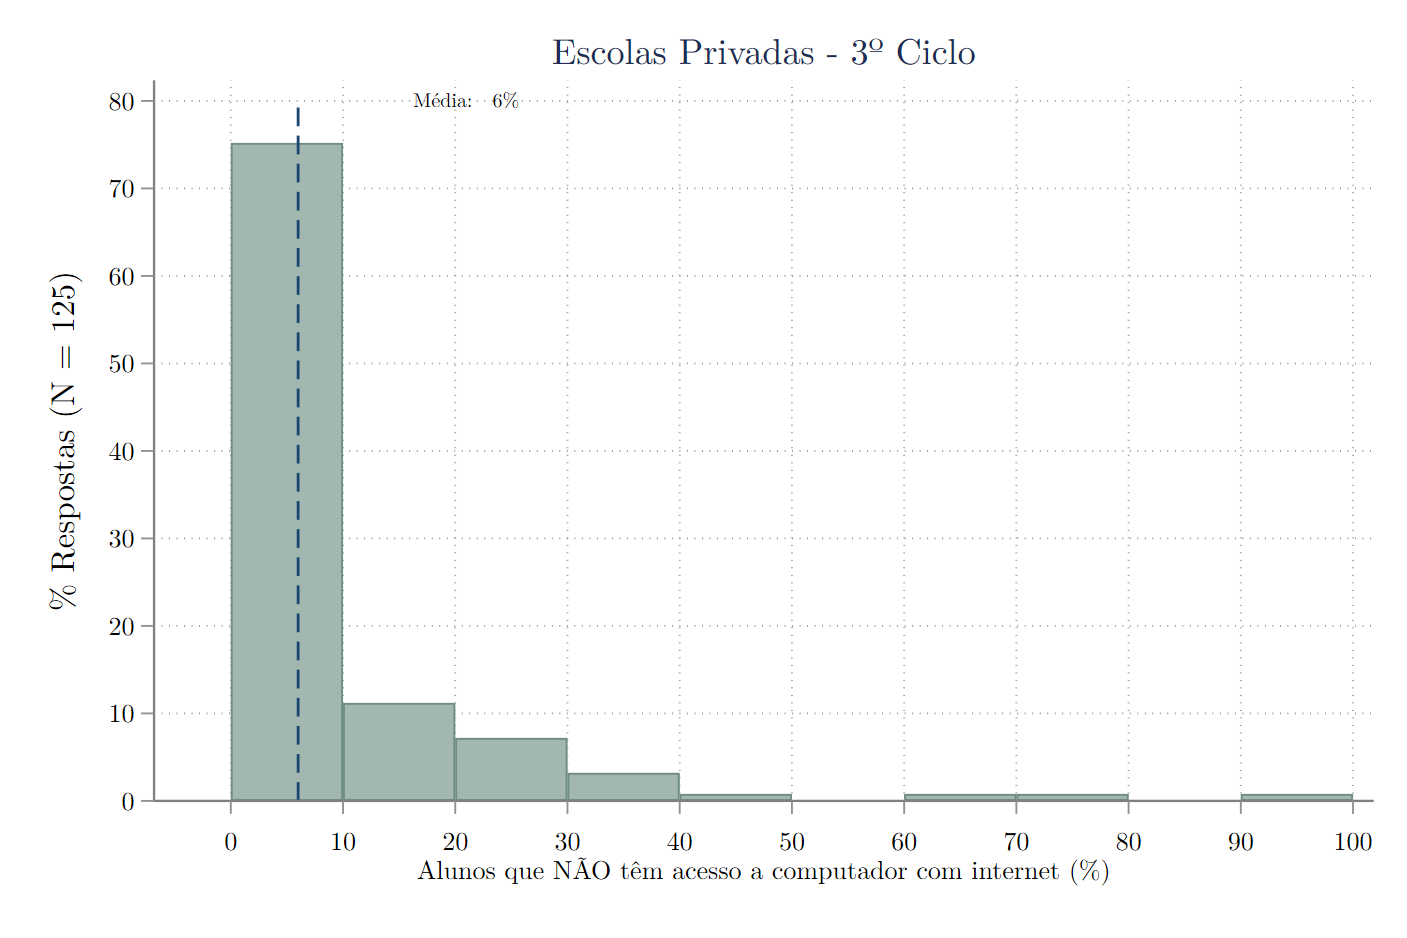 Escolas Privadas - 3º Ciclo
Média: 6%
% Respostas (N = 125)
80
70
60
50
40
30
20
10
0
0 10 20 30 40 50 60 70 80 90 100
Alunos que NÃO têm acesso a computador com internet (%)